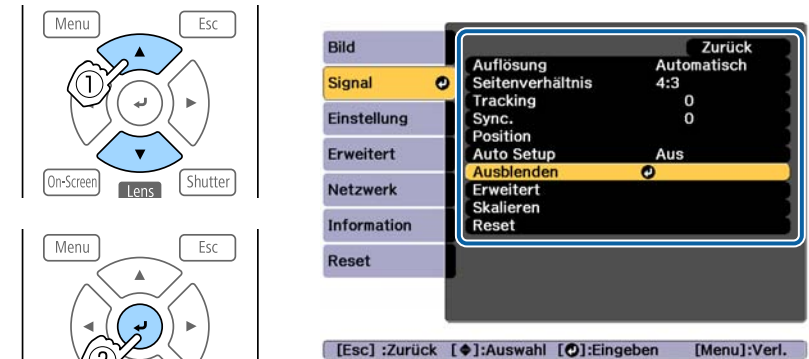 Menu Esc
①
On-Screen Lens Shutter
Menu Esc
②
Bild
Signal
Einstellung
Erweitert
Netzwerk
Information
Reset
Zurück
Auflösung Automatisch
Seitenverhältnis 4:3
Tracking 0
Sync. 0
Position
Auto Setup Aus
Ausblenden
Erweitert
Skalieren
Reset
[Esc] :Zurück [◆]:Auswahl [⏎]:Eingeben [Menu]:Verl.